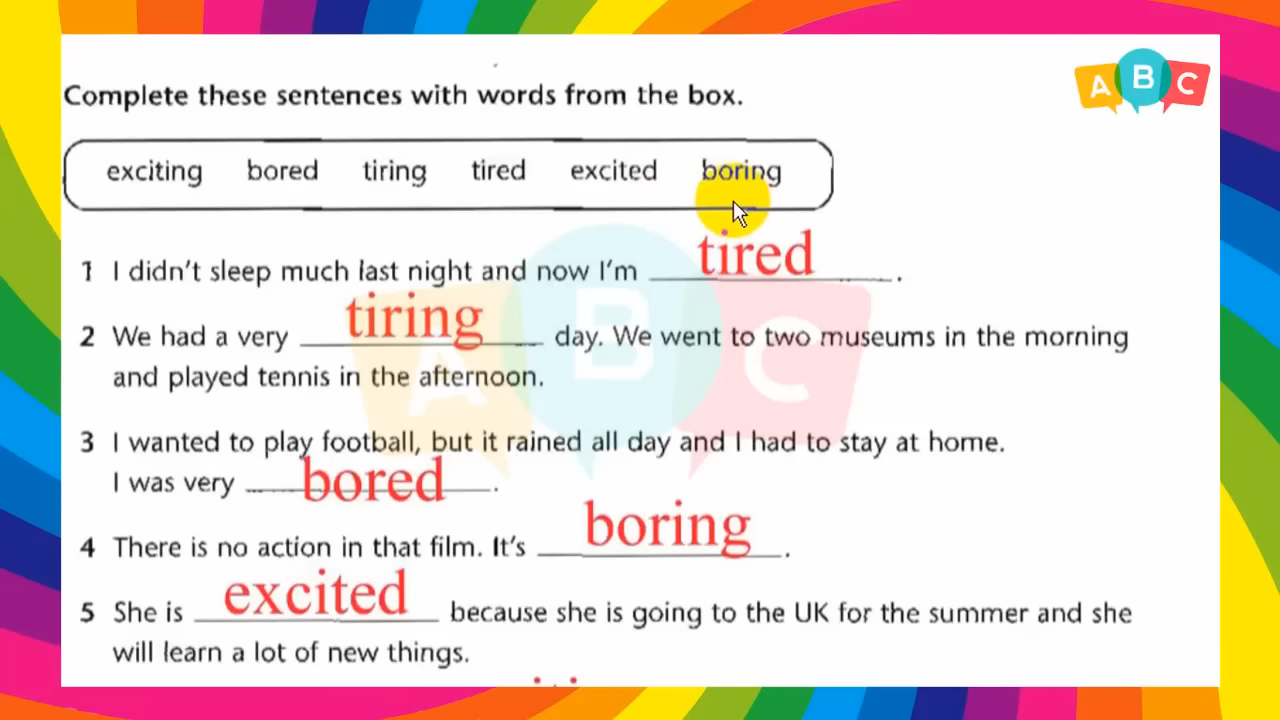 A B C
Complete these sentences with words from the box.
exciting bored tiring tired excited boring
1 I didn't sleep much last night and now I'm tired.
2 We had a very tiring day. We went to two museums in the morning
and played tennis in the afternoon.
3 I wanted to play football, but it rained all day and I had to stay at home.
I was very bored.
4 There is no action in that film. It's boring.
5 She is excited because she is going to the UK for the summer and she
will learn a lot of new things.
A B C